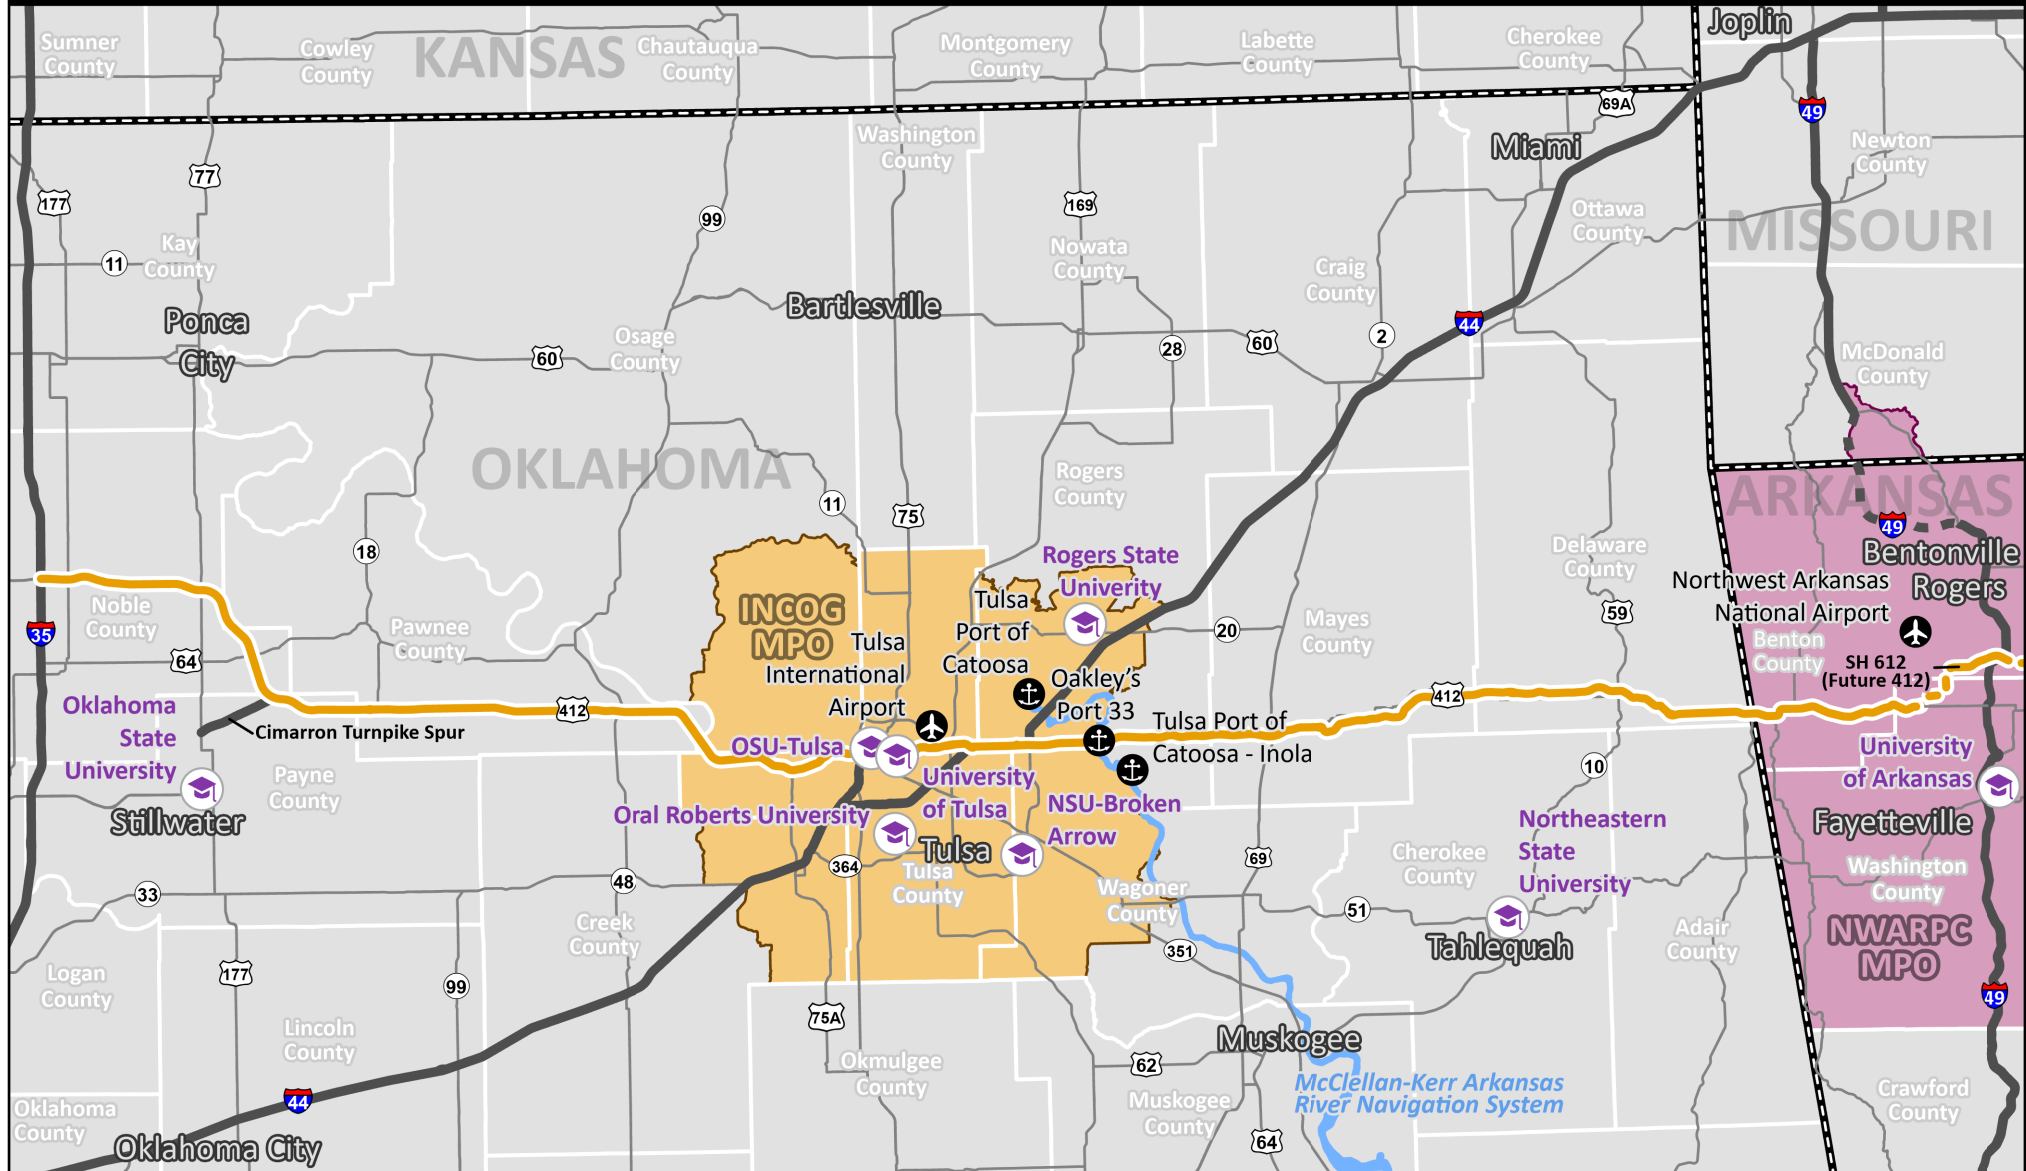 Joplin
Sumner
County
Cowley
County
KANSAS
Chautauqua
County
Montgomery
County
Labette
County
Cherokee
County
69A
49
Washington
County
Miami
Newton
County
77
177
169
99
Ottawa
County
MISSOURI
Kay
County
11
Nowata
County
Craig
County
Bartlesville
Ponca
City
44
Osage
County
60
28
60
2
McDonald
County
OKLAHOMA
Rogers
County
ARKANSAS
11
75
49
18
Rogers State
Univerity
Delaware
County
Bentonville
Rogers
Northwest Arkansas
National Airport
Noble
County
35
INCOG
MPO
Tulsa
Port of
Catoosa
59
Pawnee
County
Tulsa
International
Airport
20
Mayes
County
Benton
County
64
SH 612
(Future 412)
Oakley's
Port 33
412
412
Oklahoma
State
University
Cimarron Turnpike Spur
Tulsa Port of
Catoosa - Inola
OSU-Tulsa
University
of Arkansas
Payne
County
University
of Tulsa
10
Stillwater
Oral Roberts University
NSU-Broken
Arrow
Northeastern
State
University
Fayetteville
Tulsa
364
69
Cherokee
County
Washington
County
33
48
Tulsa
County
Wagoner
County
51
Creek
County
Adair
County
NWARPC
MPO
Tahlequah
351
Logan
County
177
99
49
75A
Lincoln
County
Muskogee
Okmulgee
County
62
McClellan-Kerr Arkansas
River Navigation System
44
Oklahoma
County
Muskogee
County
Crawford
County
64
Oklahoma City